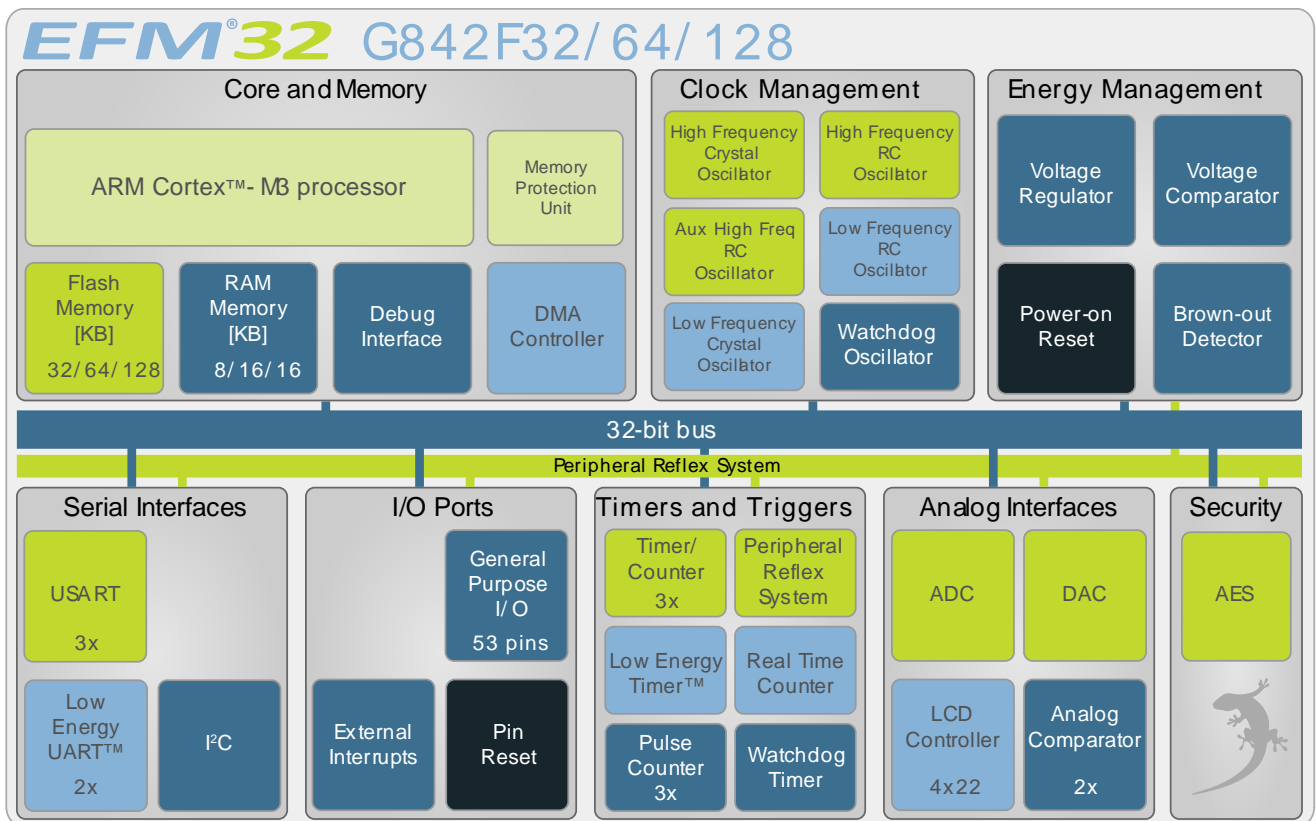 EFM®32 G842F32/64/128
Core and Memory
ARM Cortex™-M3 processor
Memory
Protection
Unit
Flash
Memory
[KB]
32/64/128
RAM
Memory
[KB]
8/16/16
Debug
Interface
DMA
Controller
Clock Management
High Frequency
Crystal
Oscillator
High Frequency
RC
Oscillator
Aux High Freq
RC
Oscillator
Low Frequency
RC
Oscillator
Low Frequency
Crystal
Oscillator
Watchdog
Oscillator
Energy Management
Voltage
Regulator
Voltage
Comparator
Power-on
Reset
Brown-out
Detector
32-bit bus
Peripheral Reflex System
Serial Interfaces
USART
3x
Low
Energy
UART™
2x
I²C
I/O Ports
General
Purpose
I/O
53 pins
External
Interrupts
Pin
Reset
Timers and Triggers
Timer/
Counter
3x
Peripheral
Reflex
System
Low Energy
Timer™
Real Time
Counter
Pulse
Counter
3x
Watchdog
Timer
Analog Interfaces
ADC
DAC
LCD
Controller
4x22
Analog
Comparator
2x
Security
AES